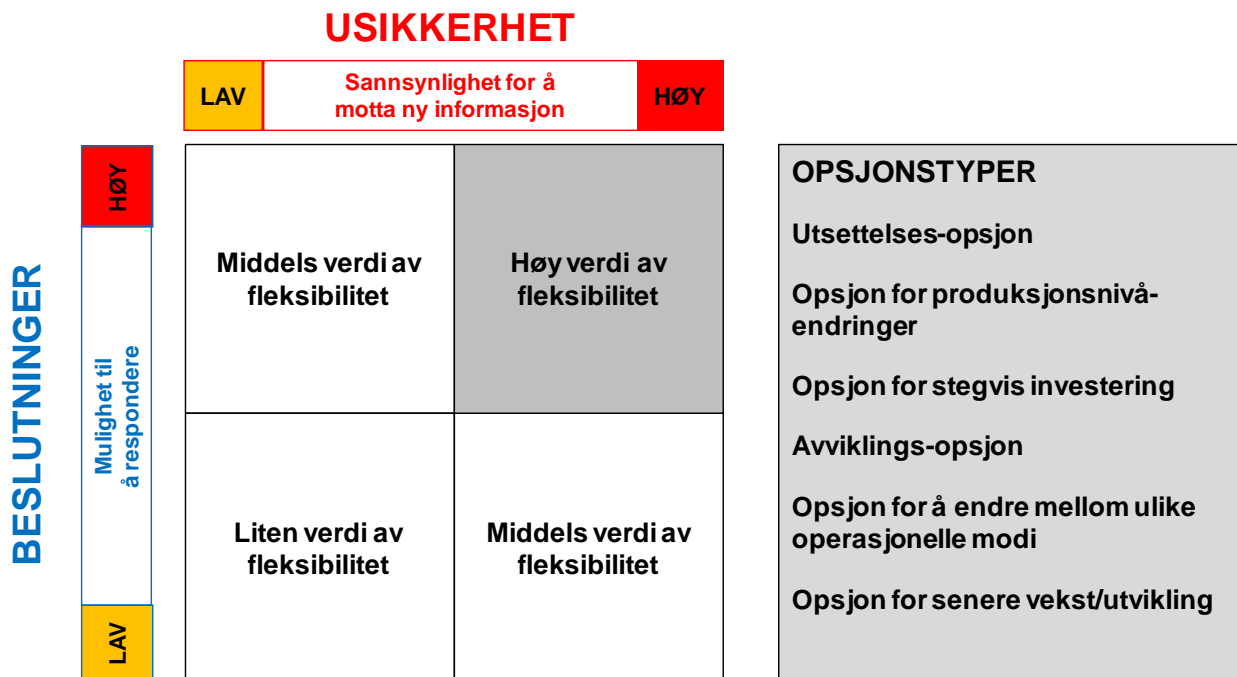 USIKKERHET
LAV
Sannsynlighet for å
motta ny informasjon
HØY
BESLUTNINGER
HØY
Mulighet til
å respondere
LAV
Middels verdi av
fleksibilitet
Høy verdi av
fleksibilitet
Liten verdi av
fleksibilitet
Middels verdi av
fleksibilitet
OPSJONSTYPER
Utsettelses-opsjon
Opsjon for produksjonsnivå-
endringer
Opsjon for stegvis investering
Avviklings-opsjon
Opsjon for å endre mellom ulike
operasjonelle modi
Opsjon for senere vekst/utvikling